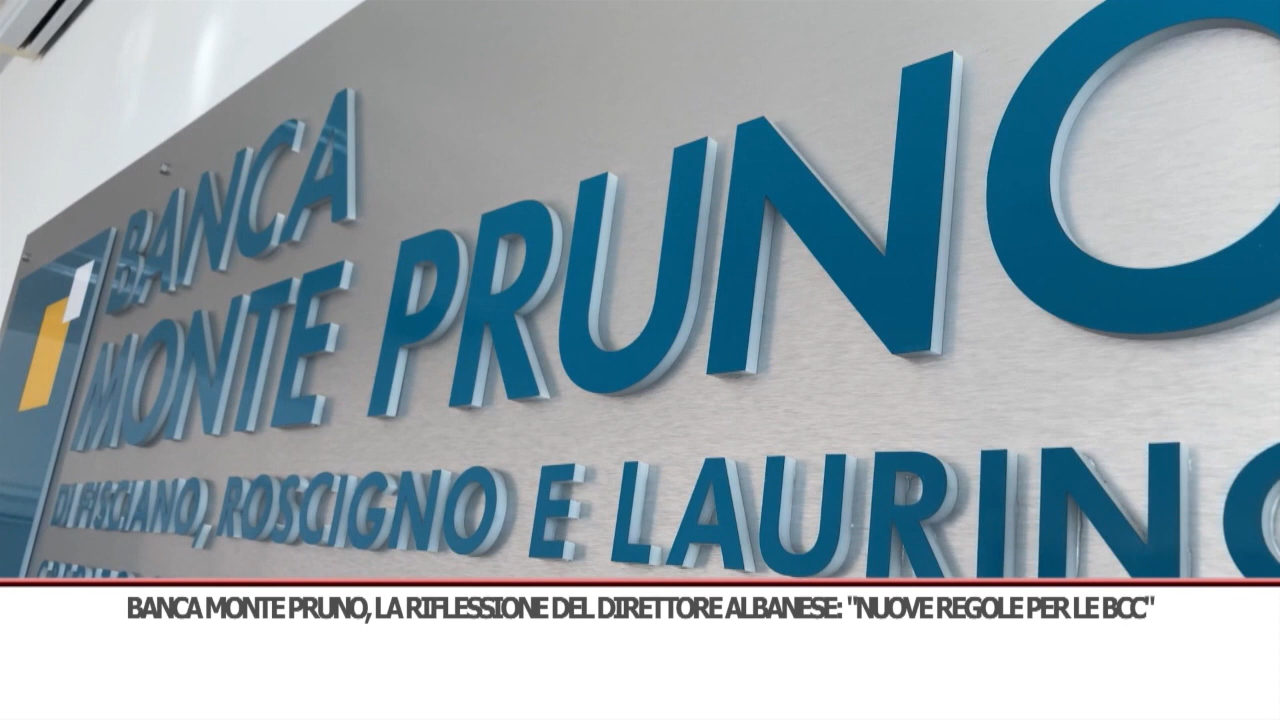 BANCA
MONTE PRUNO
DI FISCIANO, ROSCIGNO E LAURINO
BANCA MONTE PRUNO, LA RIFLESSIONE DEL DIRETTORE ALBANESE: "NUOVE REGOLE PER LE BCC"